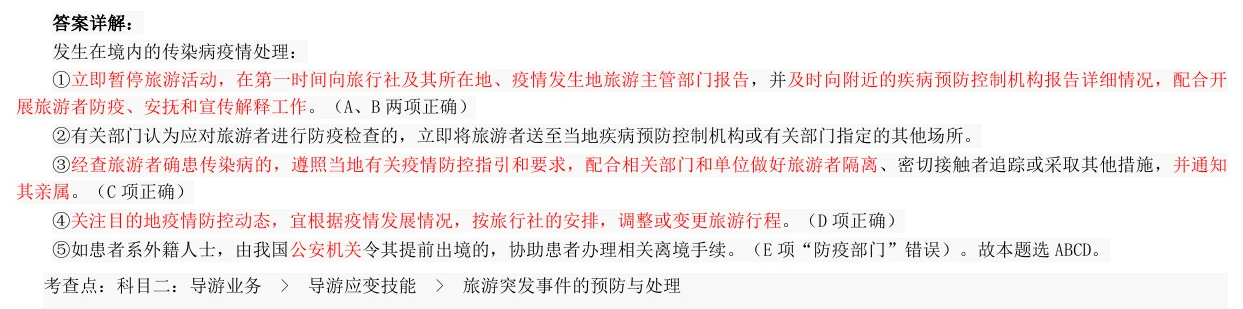 答案详解：
发生在境内的传染病疫情处理：
①立即暂停旅游活动，在第一时间向旅行社及其所在地、疫情发生地旅游主管部门报告，并及时向附近的疾病预防控制机构报告详细情况，配合开
展旅游者防疫、安抚和宣传解释工作。（A、B 两项正确）
②有关部门认为应对旅游者进行防疫检查的，立即将旅游者送至当地疾病预防控制机构或有关部门指定的其他场所。
③经查旅游者确患传染病的，遵照当地有关疫情防控指引和要求，配合相关部门和单位做好旅游者隔离、密切接触者追踪或采取其他措施，并通知
其亲属。（C 项正确）
④关注目的地疫情防控动态，宜根据疫情发展情况，按旅行社的安排，调整或变更旅游行程。（D 项正确）
⑤如患者系外籍人士，由我国公安机关令其提前出境的，协助患者办理相关离境手续。（E 项“防疫部门”错误）。故本题选 ABCD。
考查点：科目二：导游业务 > 导游应变技能 > 旅游突发事件的预防与处理